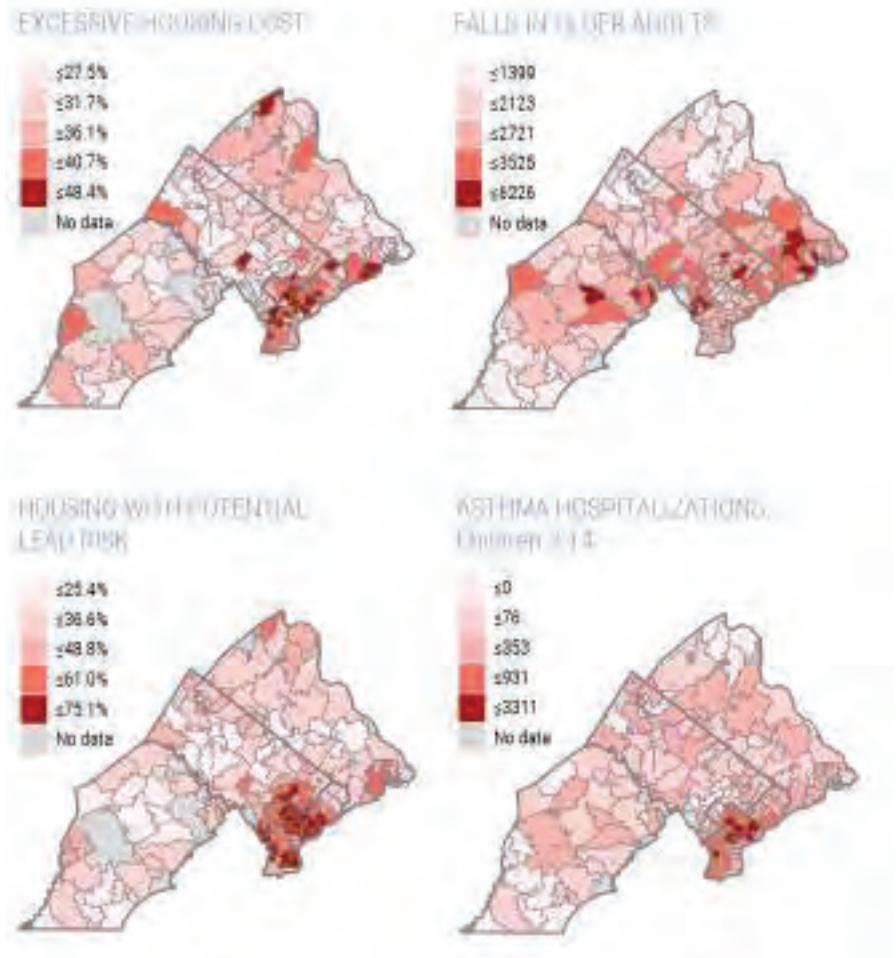 EXCESSIVE HOUSING COST
≤27.5%
≤31.7%
≤36.1%
≤40.7%
≤48.4%
No data
FALLS IN OLDER ADULTS
≤1399
≤2123
≤2721
≤3525
≤6226
No data
HOUSING WITH POTENTIAL
LEAD RISK
≤25.4%
≤36.6%
≤48.8%
≤61.0%
≤75.1%
No data
ASTHMA HOSPITALIZATIONS,
Children
≤0
≤76
≤353
≤931
≤3311
No data